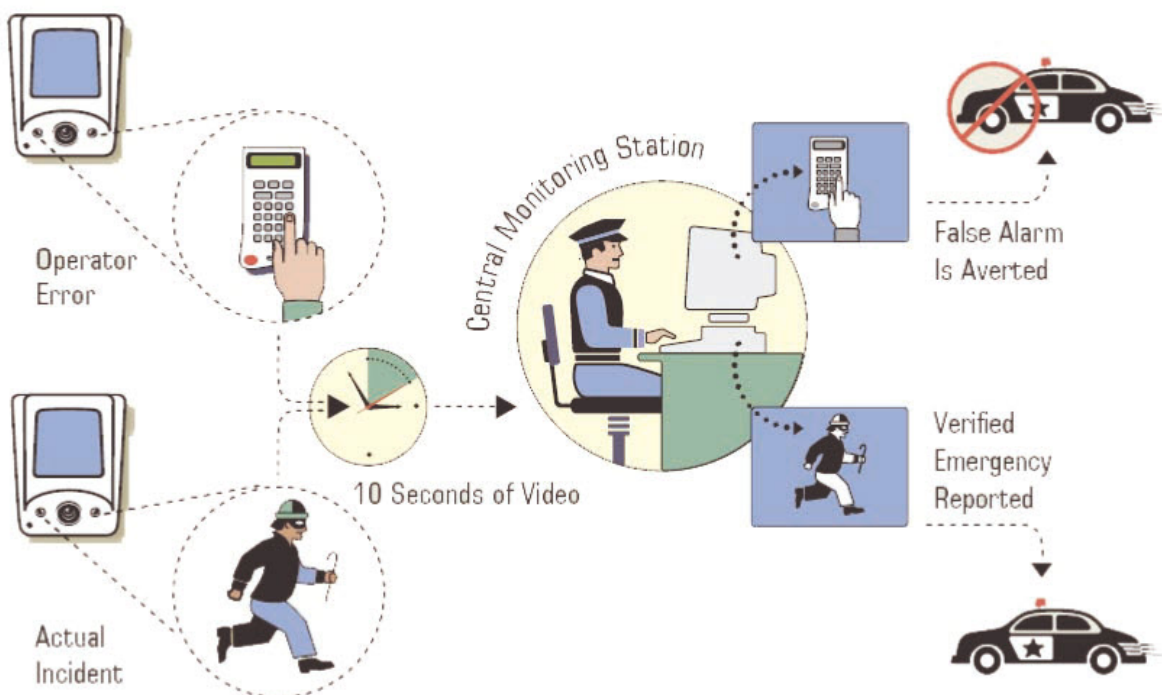 Operator
Error
Central Monitoring Station
False Alarm
Is Averted
10 Seconds of Video
Verified
Emergency
Reported
Actual
Incident